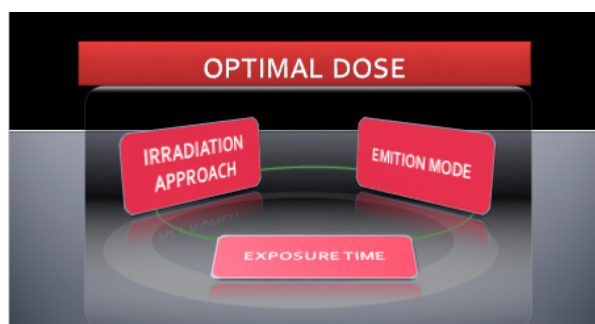 OPTIMAL DOSE
IRRADIATION
APPROACH
EMITION MODE
EXPOSURE TIME